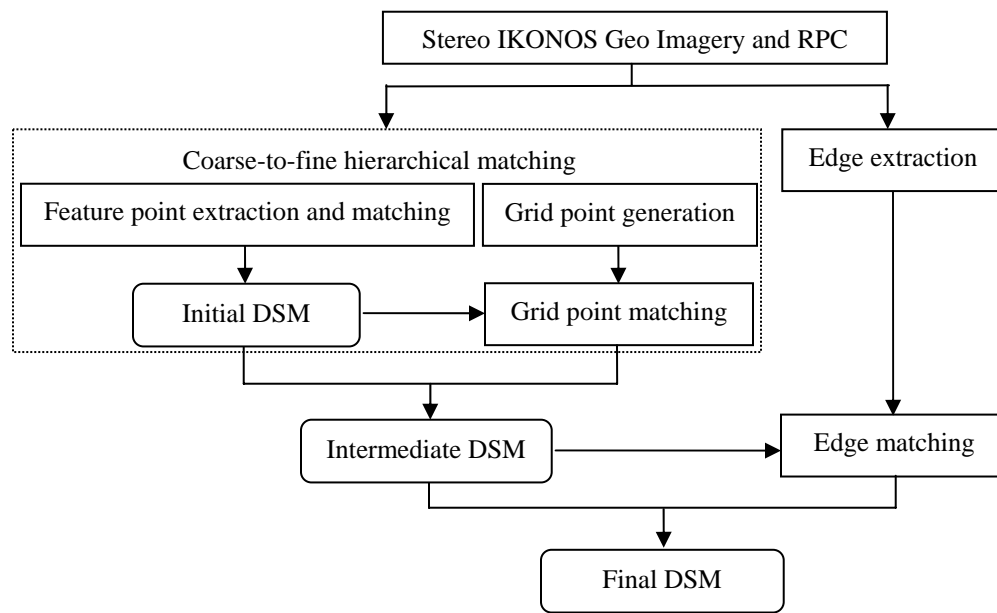 Stereo IKONOS Geo Imagery and RPC
Coarse-to-fine hierarchical matching
Edge extraction
Feature point extraction and matching
Grid point generation
Initial DSM
Grid point matching
Intermediate DSM
Edge matching
Final DSM